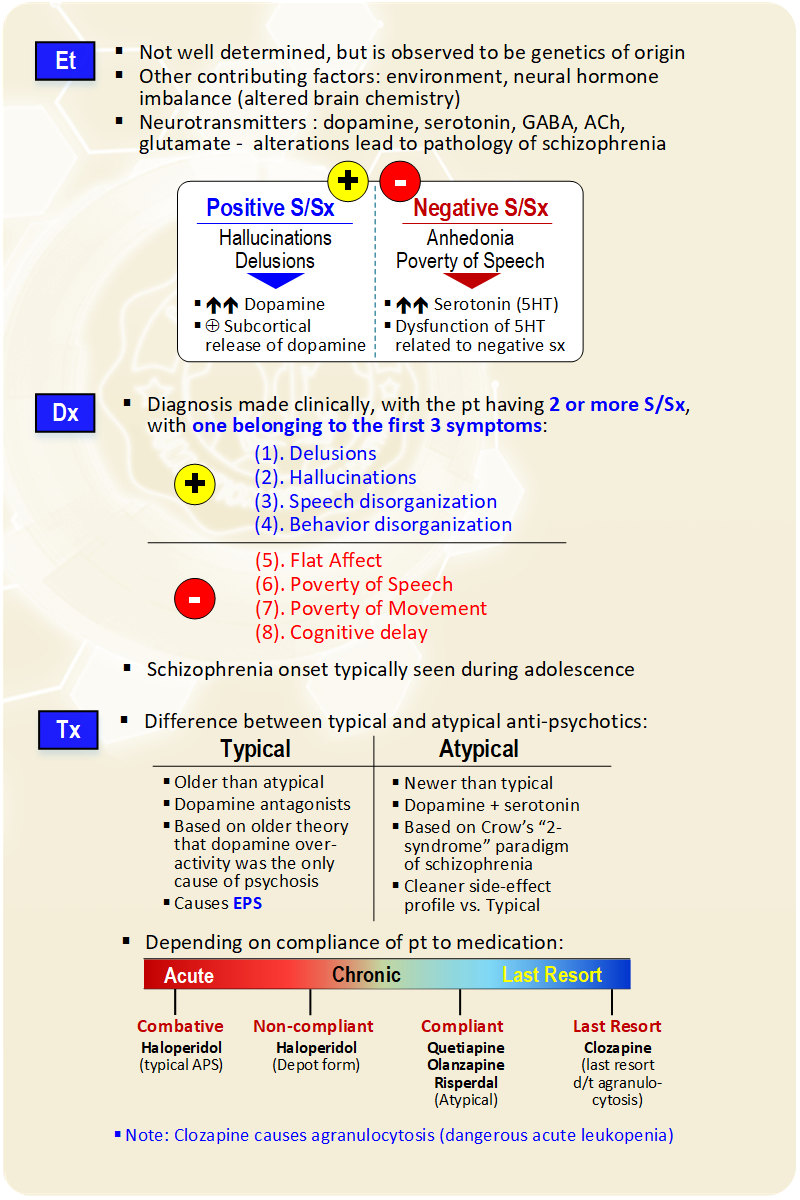 Et
▪ Not well determined, but is observed to be genetics of origin
▪ Other contributing factors: environment, neural hormone
imbalance (altered brain chemistry)
▪ Neurotransmitters : dopamine, serotonin, GABA, ACh,
glutamate - alterations lead to pathology of schizophrenia
+
-
Positive S/Sx
Hallucinations
Delusions
▪ 🡹🡹 Dopamine
▪ ⊕ Subcortical
release of dopamine
Negative S/Sx
Anhedonia
Poverty of Speech
▪ 🡹🡹 Serotonin (5HT)
▪ Dysfunction of 5HT
related to negative sx
Dx
▪ Diagnosis made clinically, with the pt having 2 or more S/Sx,
with one belonging to the first 3 symptoms:
+
(1). Delusions
(2). Hallucinations
(3). Speech disorganization
(4). Behavior disorganization
-
(5). Flat Affect
(6). Poverty of Speech
(7). Poverty of Movement
(8). Cognitive delay
▪ Schizophrenia onset typically seen during adolescence
Tx
▪ Difference between typical and atypical anti-psychotics:
Typical
▪ Older than atypical
▪ Dopamine antagonists
▪ Based on older theory
that dopamine over-
activity was the only
cause of psychosis
▪ Causes EPS
Atypical
▪ Newer than typical
▪ Dopamine + serotonin
▪ Based on Crow's "2-
syndrome" paradigm
of schizophrenia
▪ Cleaner side-effect
profile vs. Typical
▪ Depending on compliance of pt to medication:
Acute
Chronic
Last Resort
Combative
Haloperidol
(typical APS)
Non-compliant
Haloperidol
(Depot form)
Compliant
Quetiapine
Olanzapine
Risperdal
(Atypical)
Last Resort
Clozapine
(last resort
d/t agranulo-
cytosis)
▪ Note: Clozapine causes agranulocytosis (dangerous acute leukopenia)